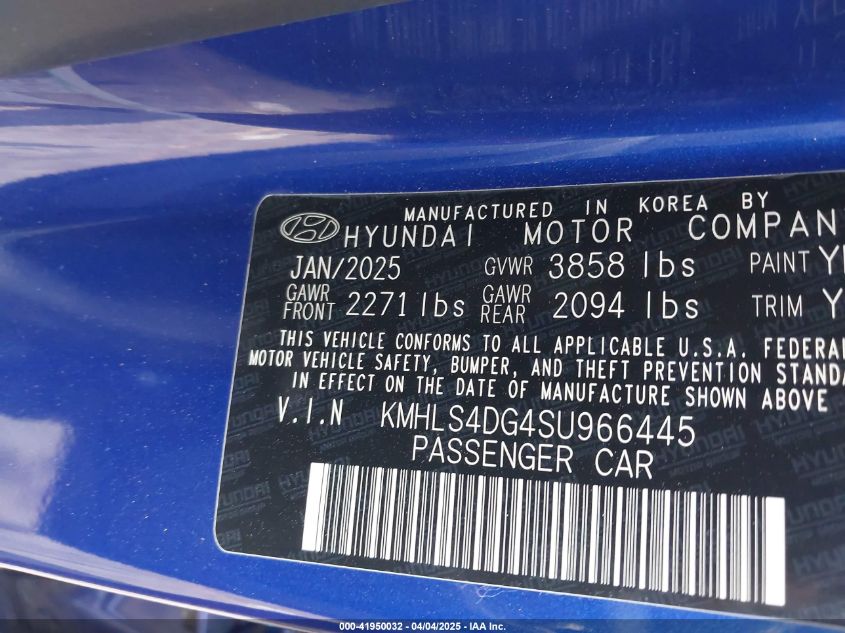 MANUFACTURED IN KOREA BY
HYUNDAI MOTOR COMPAN
JAN/2025 GVWR 3858 lbs PAINT
GAWR FRONT 2271 lbs GAWR REAR 2094 lbs TRIM Y
THIS VEHICLE CONFORMS TO ALL APPLICABLE U.S.A. FEDERAL
MOTOR VEHICLE SAFETY, BUMPER, AND THEFT PREVENTION STANDA
IN EFFECT ON THE DATE OF MANUFACTURE SHOWN ABOVE
V.I.N KMHLS4DG4SU966445
PASSENGER CAR
000-41950032 - 04/04/2025 - IAA Inc.